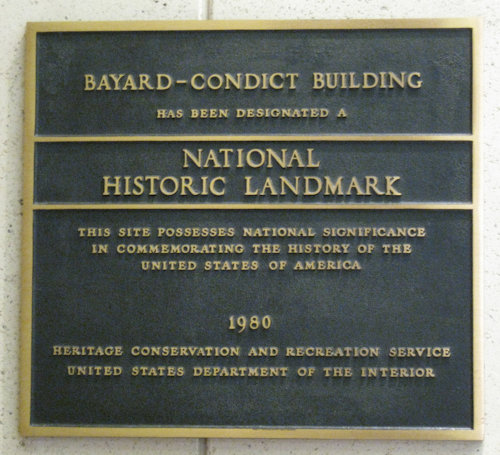 BAYARD-CONDICT BUILDING
HAS BEEN DESIGNATED A
NATIONAL
HISTORIC LANDMARK
THIS SITE POSSESSES NATIONAL SIGNIFICANCE
IN COMMEMORATING THE HISTORY OF THE
UNITED STATES OF AMERICA
1980
HERITAGE CONSERVATION AND RECREATION SERVICE
UNITED STATES DEPARTMENT OF THE INTERIOR